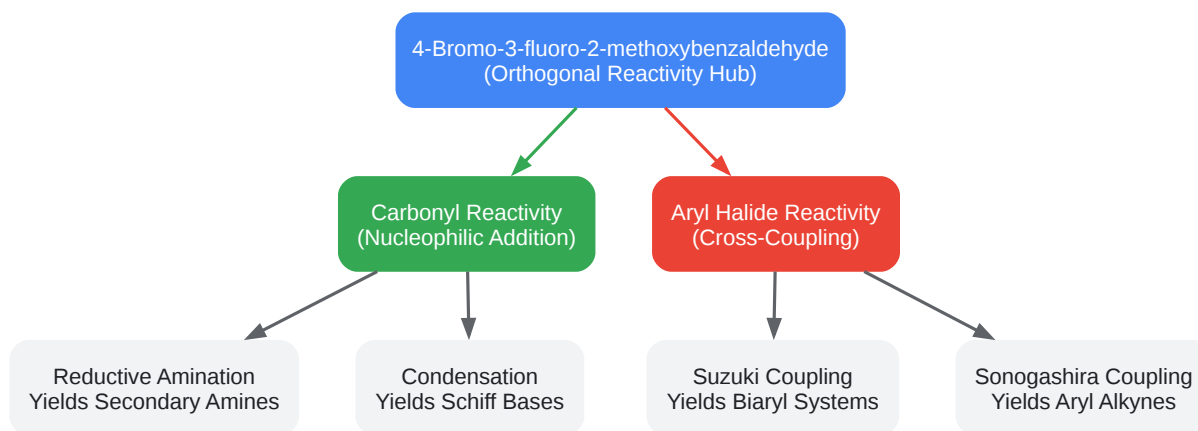 4-Bromo-3-fluoro-2-methoxybenzaldehyde
(Orthogonal Reactivity Hub)
Carbonyl Reactivity
(Nucleophilic Addition)
Aryl Halide Reactivity
(Cross-Coupling)
Reductive Amination
Yields Secondary Amines
Condensation
Yields Schiff Bases
Suzuki Coupling
Yields Biaryl Systems
Sonogashira Coupling
Yields Aryl Alkynes